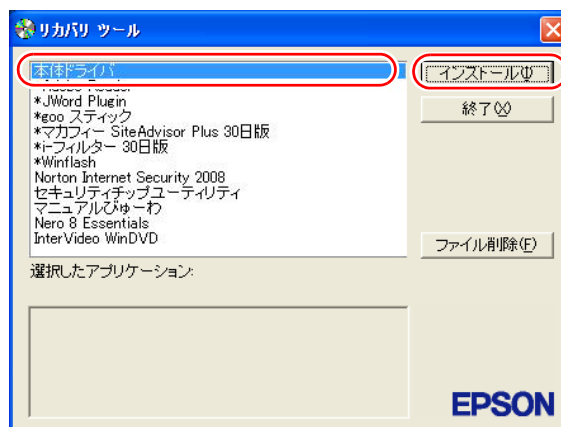 リカバリ ツール
本体ドライバ
*JWord Plugin
*goo スティック
*マカフィー SiteAdvisor Plus 30日版
*i-フィルター 30日版
*Winflash
Norton Internet Security 2008
セキュリティチップユーティリティ
マニュアルびゅーわ
Nero 8 Essentials
InterVideo WinDVD
選択したアプリケーション:
インストール(I)
終了(X)
ファイル削除(F)
EPSON